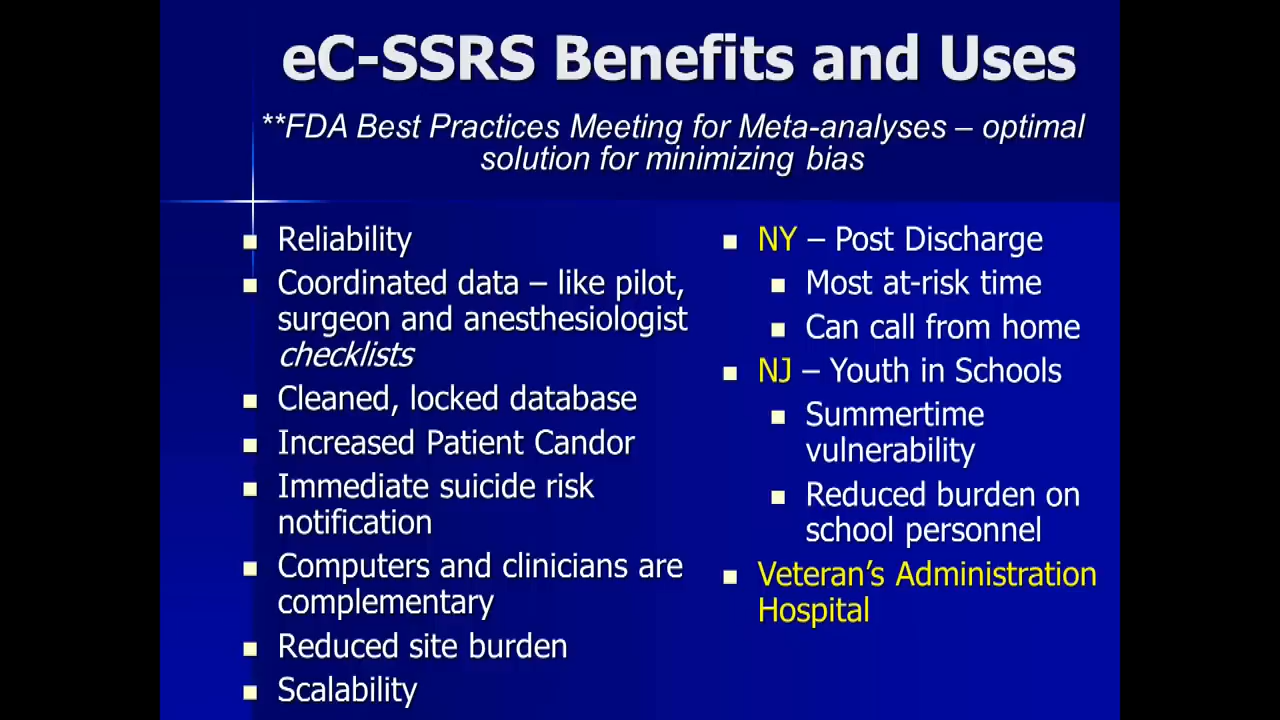 eC-SSRS Benefits and Uses
**FDA Best Practices Meeting for Meta-analyses – optimal
solution for minimizing bias
Reliability
Coordinated data – like pilot,
surgeon and anesthesiologist
checklists
Cleaned, locked database
Increased Patient Candor
Immediate suicide risk
notification
Computers and clinicians are
complementary
Reduced site burden
Scalability
NY – Post Discharge
Most at-risk time
Can call from home
NJ – Youth in Schools
Summertime
vulnerability
Reduced burden on
school personnel
Veteran’s Administration
Hospital